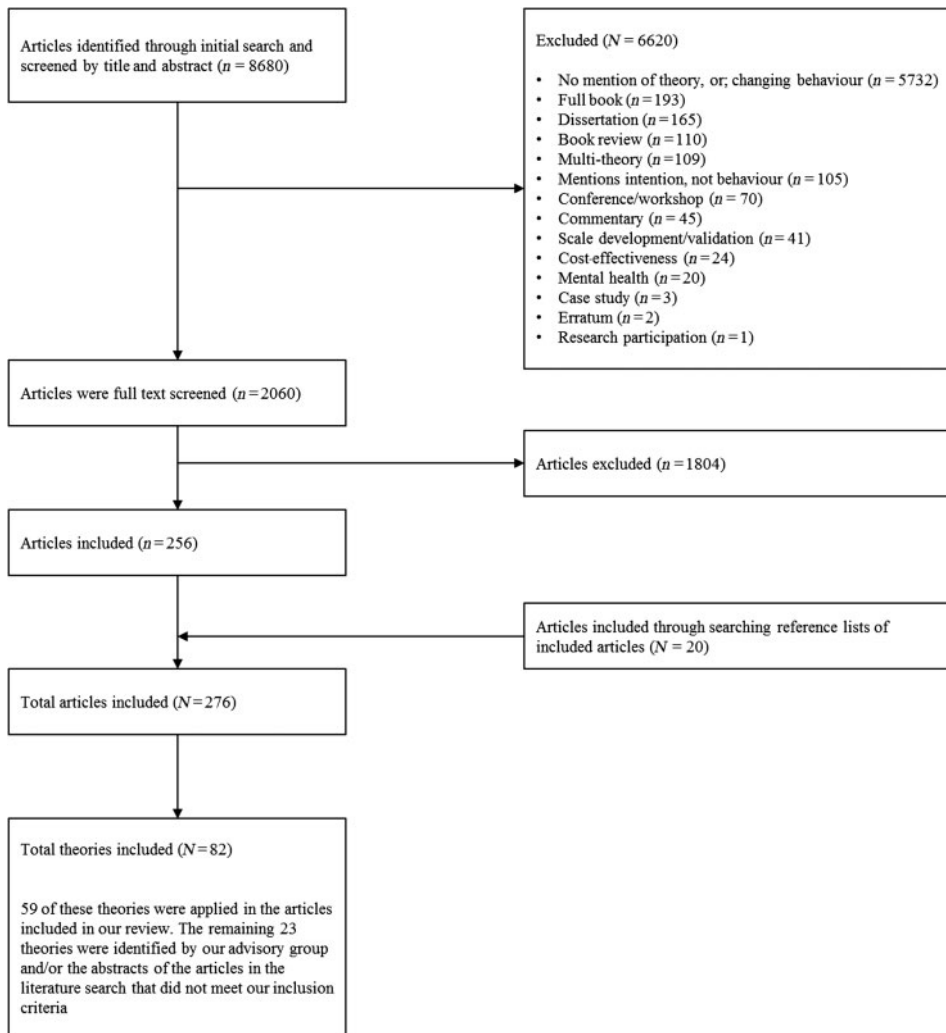 Articles identified through initial search and
screened by title and abstract (n = 8680)
Excluded (N = 6620)
• No mention of theory, or; changing behaviour (n = 5732)
• Full book (n = 193)
• Dissertation (n = 165)
• Book review (n = 110)
• Multi-theory (n = 109)
• Mentions intention, not behaviour (n = 105)
• Conference/workshop (n = 70)
• Commentary (n = 45)
• Scale development/validation (n = 41)
• Cost-effectiveness (n = 24)
• Mental health (n = 20)
• Case study (n = 3)
• Erratum (n = 2)
• Research participation (n = 1)
Articles were full text screened (n = 2060)
Articles excluded (n = 1804)
Articles included (n = 256)
Articles included through searching reference lists of
included articles (N = 20)
Total articles included (N = 276)
Total theories included (N = 82)
59 of these theories were applied in the articles
included in our review. The remaining 23
theories were identified by our advisory group
and/or the abstracts of the articles in the
literature search that did not meet our inclusion
criteria